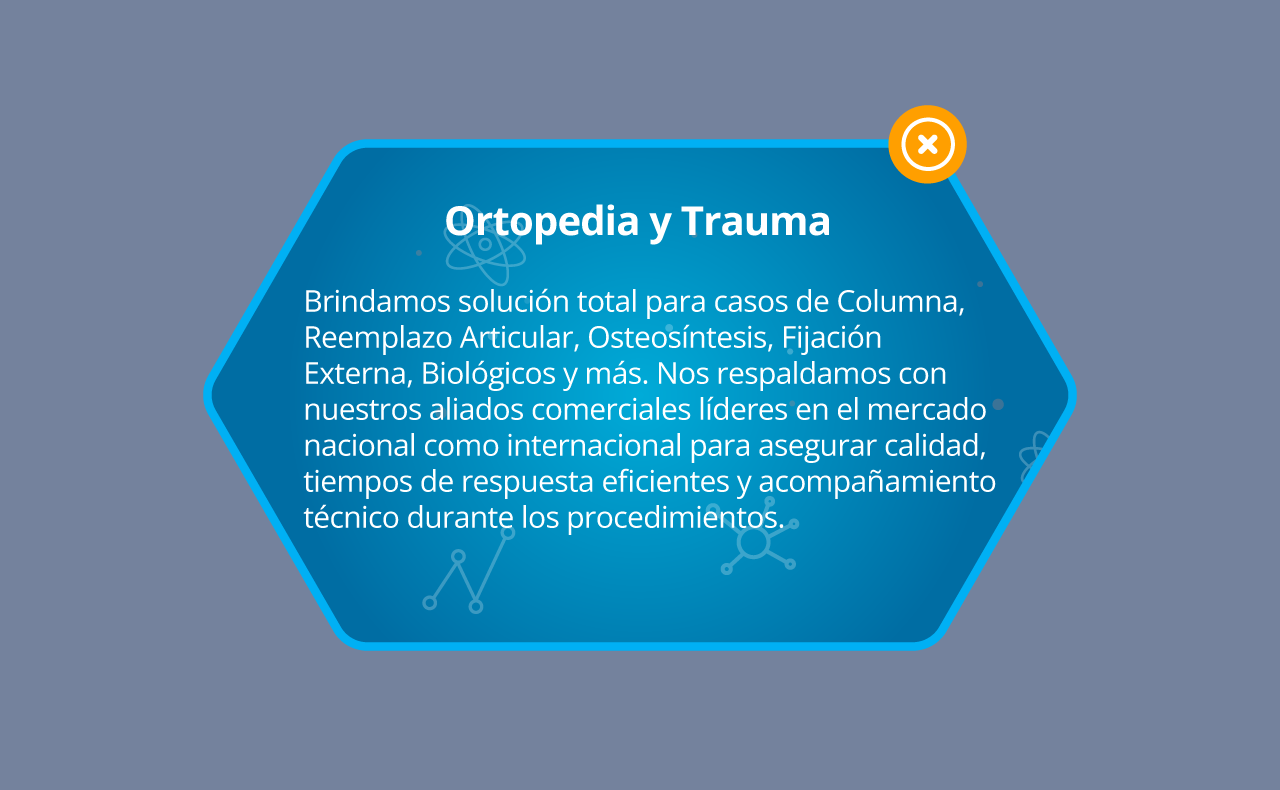 Ortopedia y Trauma
Brindamos solución total para casos de Columna,
Reemplazo Articular, Osteosíntesis, Fijación
Externa, Biológicos y más. Nos respaldamos con
nuestros aliados comerciales líderes en el mercado
nacional como internacional para asegurar calidad,
tiempos de respuesta eficientes y acompañamiento
técnico durante los procedimientos.